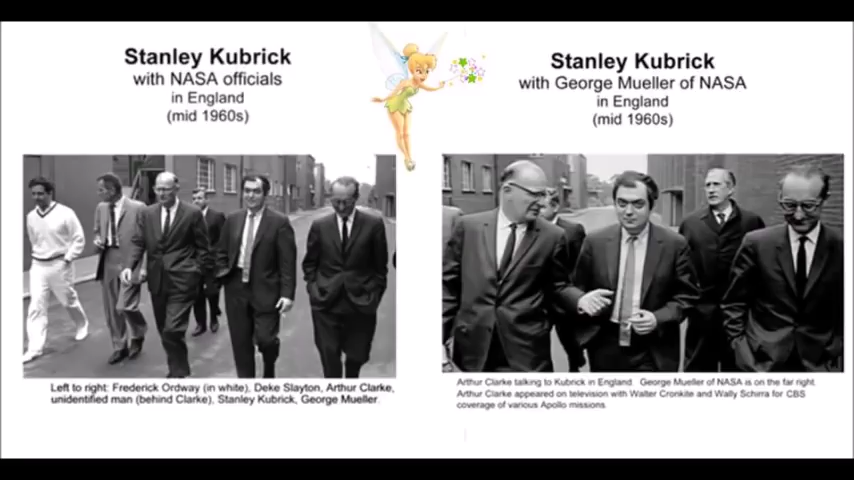 Stanley Kubrick
with NASA officials
in England
(mid 1960s)
Left to right: Frederick Ordway (in white), Deke Slayton, Arthur Clarke,
unidentified man (behind Clarke), Stanley Kubrick, George Mueller.
Stanley Kubrick
with George Mueller of NASA
in England
(mid 1960s)
Arthur Clarke talking to Kubrick in England. George Mueller of NASA is on the far right.
Arthur Clarke appeared on television with Walter Cronkite and Wally Schirra for CBS
coverage of various Apollo missions.